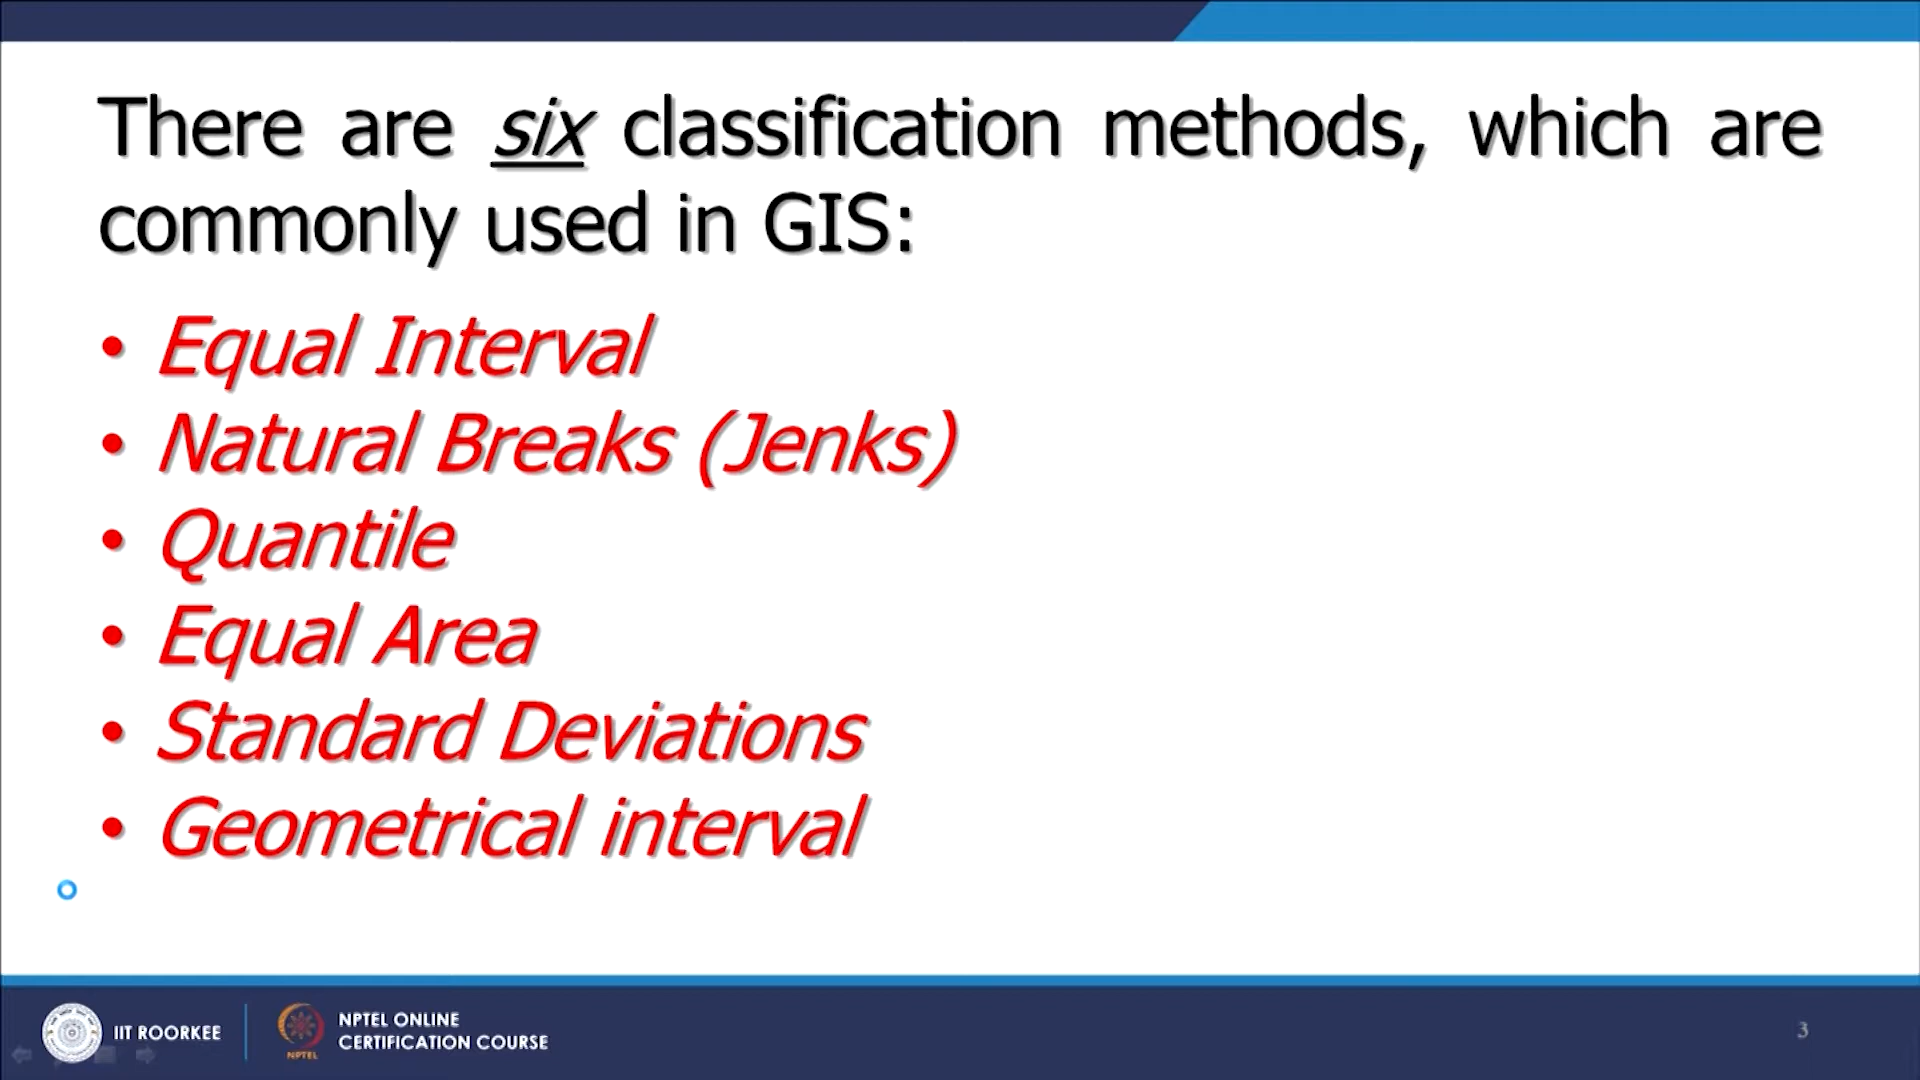 There are six classification methods, which are
commonly used in GIS:
• Equal Interval
• Natural Breaks (Jenks)
• Quantile
• Equal Area
• Standard Deviations
• Geometrical interval
IIT ROORKEE
NPTEL
NPTEL ONLINE
CERTIFICATION COURSE
3